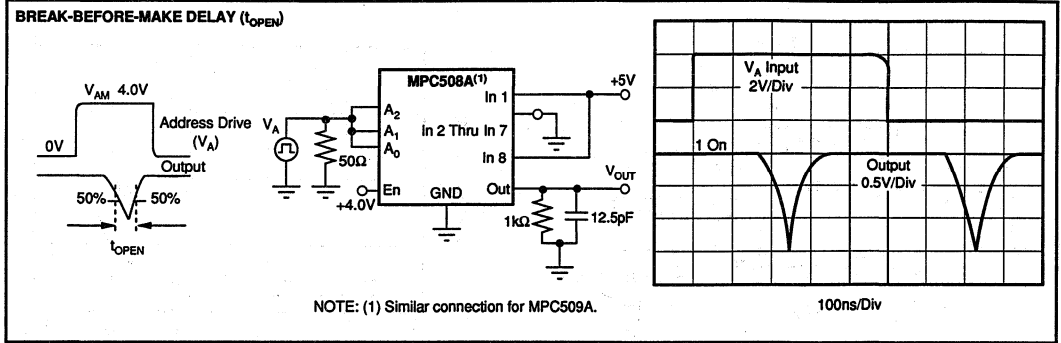 BREAK-BEFORE-MAKE DELAY (tOPEN)
VAM 4.0V
0V
Address Drive
(VA)
Output
50%
50%
tOPEN
VA
50Ω
MPC508A(1)
A2
A1
A0
En
+4.0V
In 1
In 2 Thru In 7
In 8
Out
GND
+5V
VOUT
1kΩ
12.5pF
NOTE: (1) Similar connection for MPC509A.
VA Input
2V/Div
1 On
Output
0.5V/Div
100ns/Div